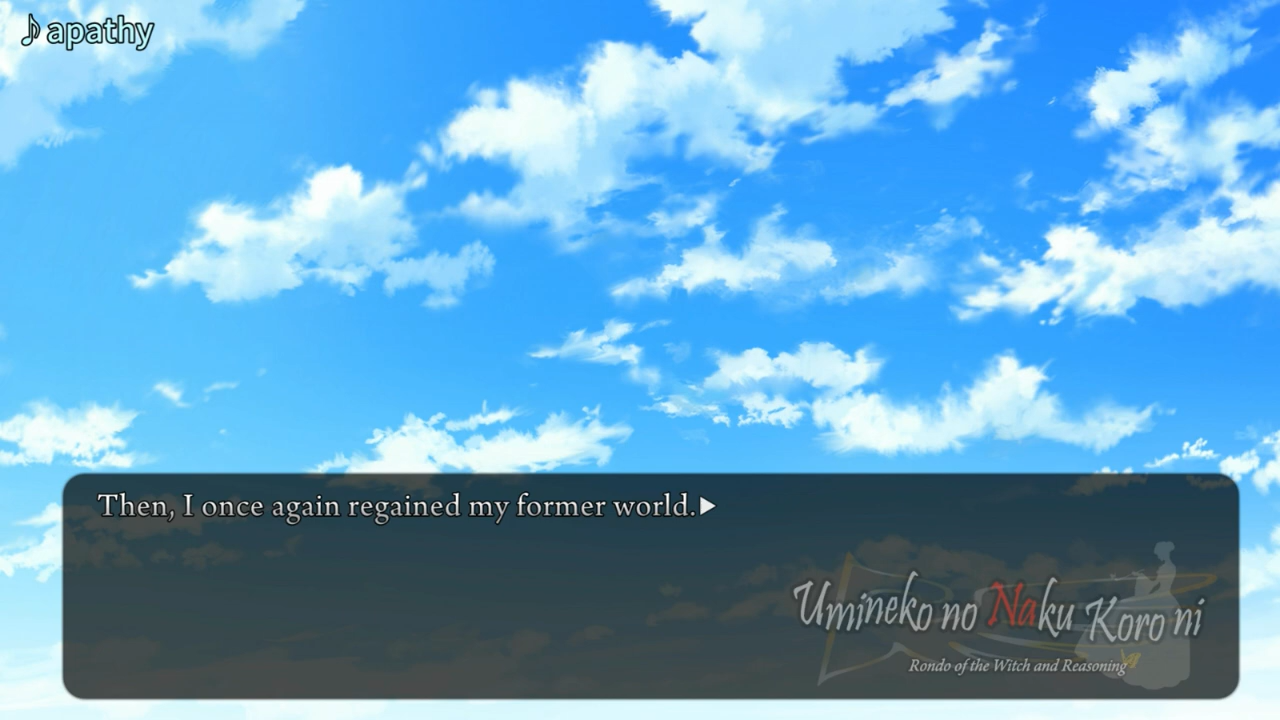 ♪ apathy
Then, I once again regained my former world.
Umineko no Naku Koro ni
Rondo of the Witch and Reasoning